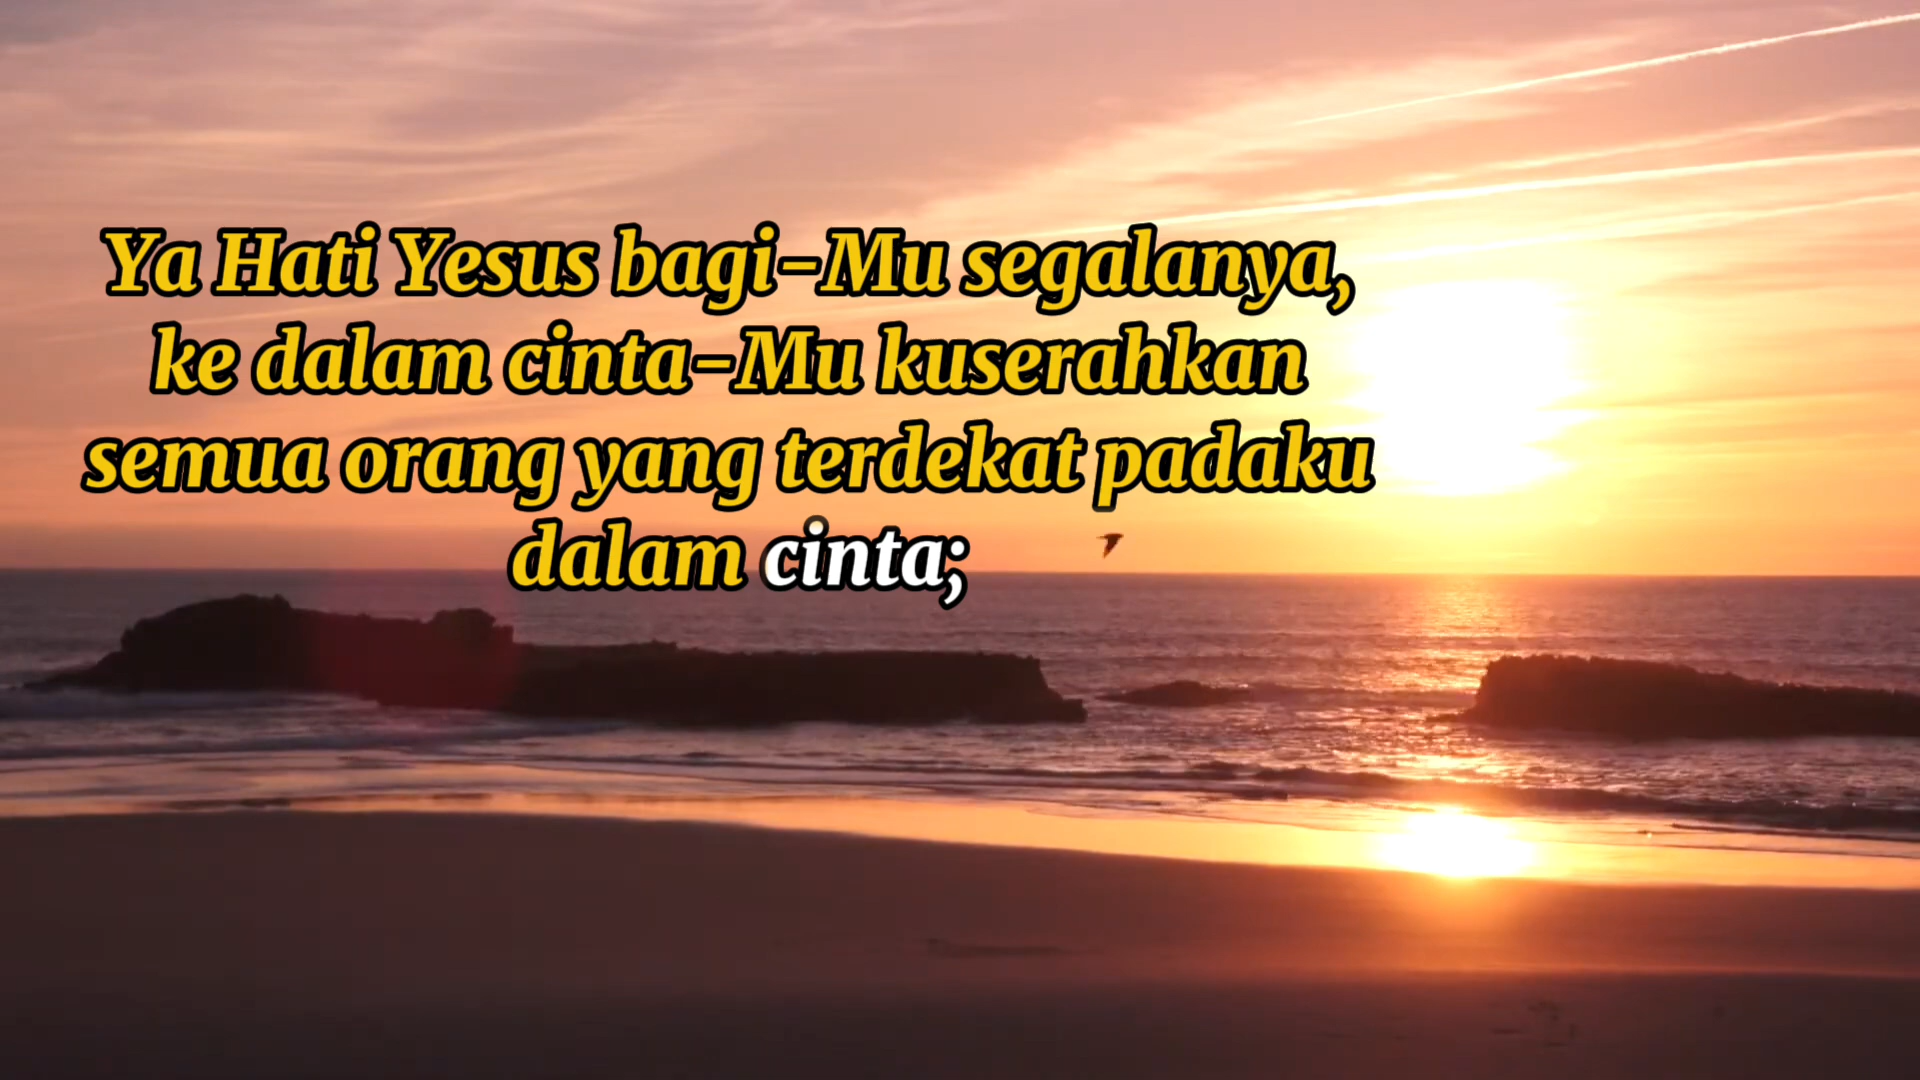 Ya Hati Yesus bagi-Mu segalanya,
ke dalam cinta-Mu kuserahkan
semua orang yang terdekat padaku
dalam cinta;